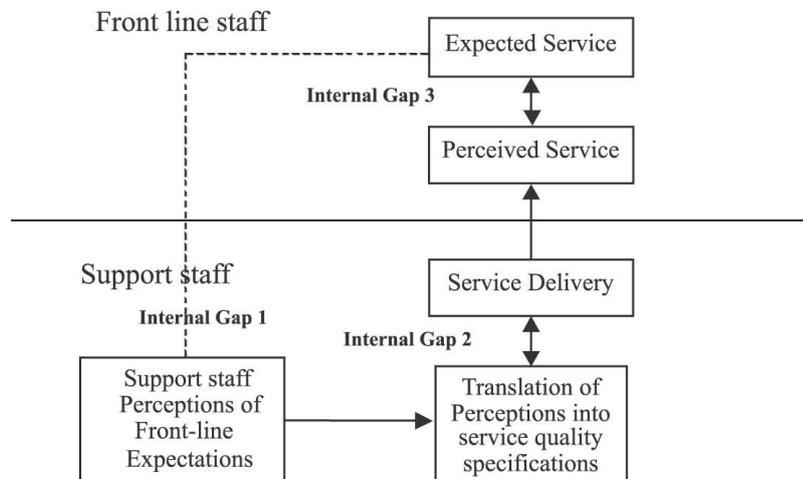 Front line staff
Expected Service
Internal Gap 3
Perceived Service
Support staff
Service Delivery
Internal Gap 1
Internal Gap 2
Support staff
Perceptions of
Front-line
Expectations
Translation of
Perceptions into
service quality
specifications